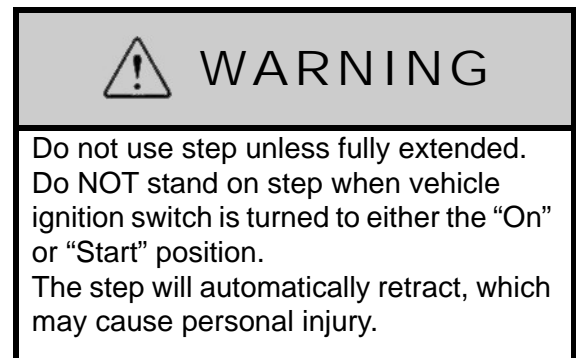 WARNING
Do not use step unless fully extended.
Do NOT stand on step when vehicle
ignition switch is turned to either the “On”
or “Start” position.
The step will automatically retract, which
may cause personal injury.